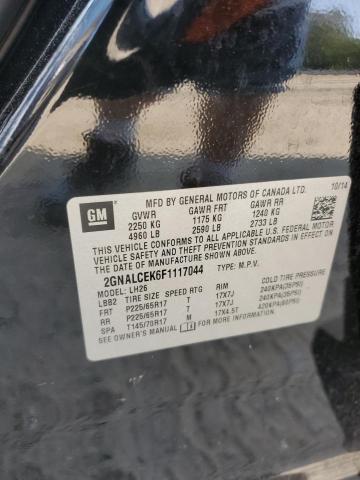 10/14
GM
MFD BY GENERAL MOTORS OF CANADA LTD.
GVWR GAWR FRT GAWR RR
2250 KG 1175 KG 1240 KG
4960 LB 2590 LB 2733 LB
THIS VEHICLE CONFORMS TO ALL APPLICABLE U.S. FEDERAL MOTOR
VEHICLE SAFETY AND THEFT PREVENTION STANDARDS IN EFFECT ON
THE DATE OF MANUFACTURE SHOWN ABOVE.
2GNALCEK6F1117044 TYPE: M.P.V.
MODEL: LH26
LBB2 TIRE SIZE SPEED RTG RIM COLD TIRE PRESSURE
FRT P225/65R17 T 17X7J 240KPA(35PSI)
RR P225/65R17 T 17X7J 240KPA(35PSI)
SPA T145/70R17 M 17X4.5T 420KPA(60PSI)
SEE OWNER'S MANUAL FOR ADDITIONAL INFORMATION.